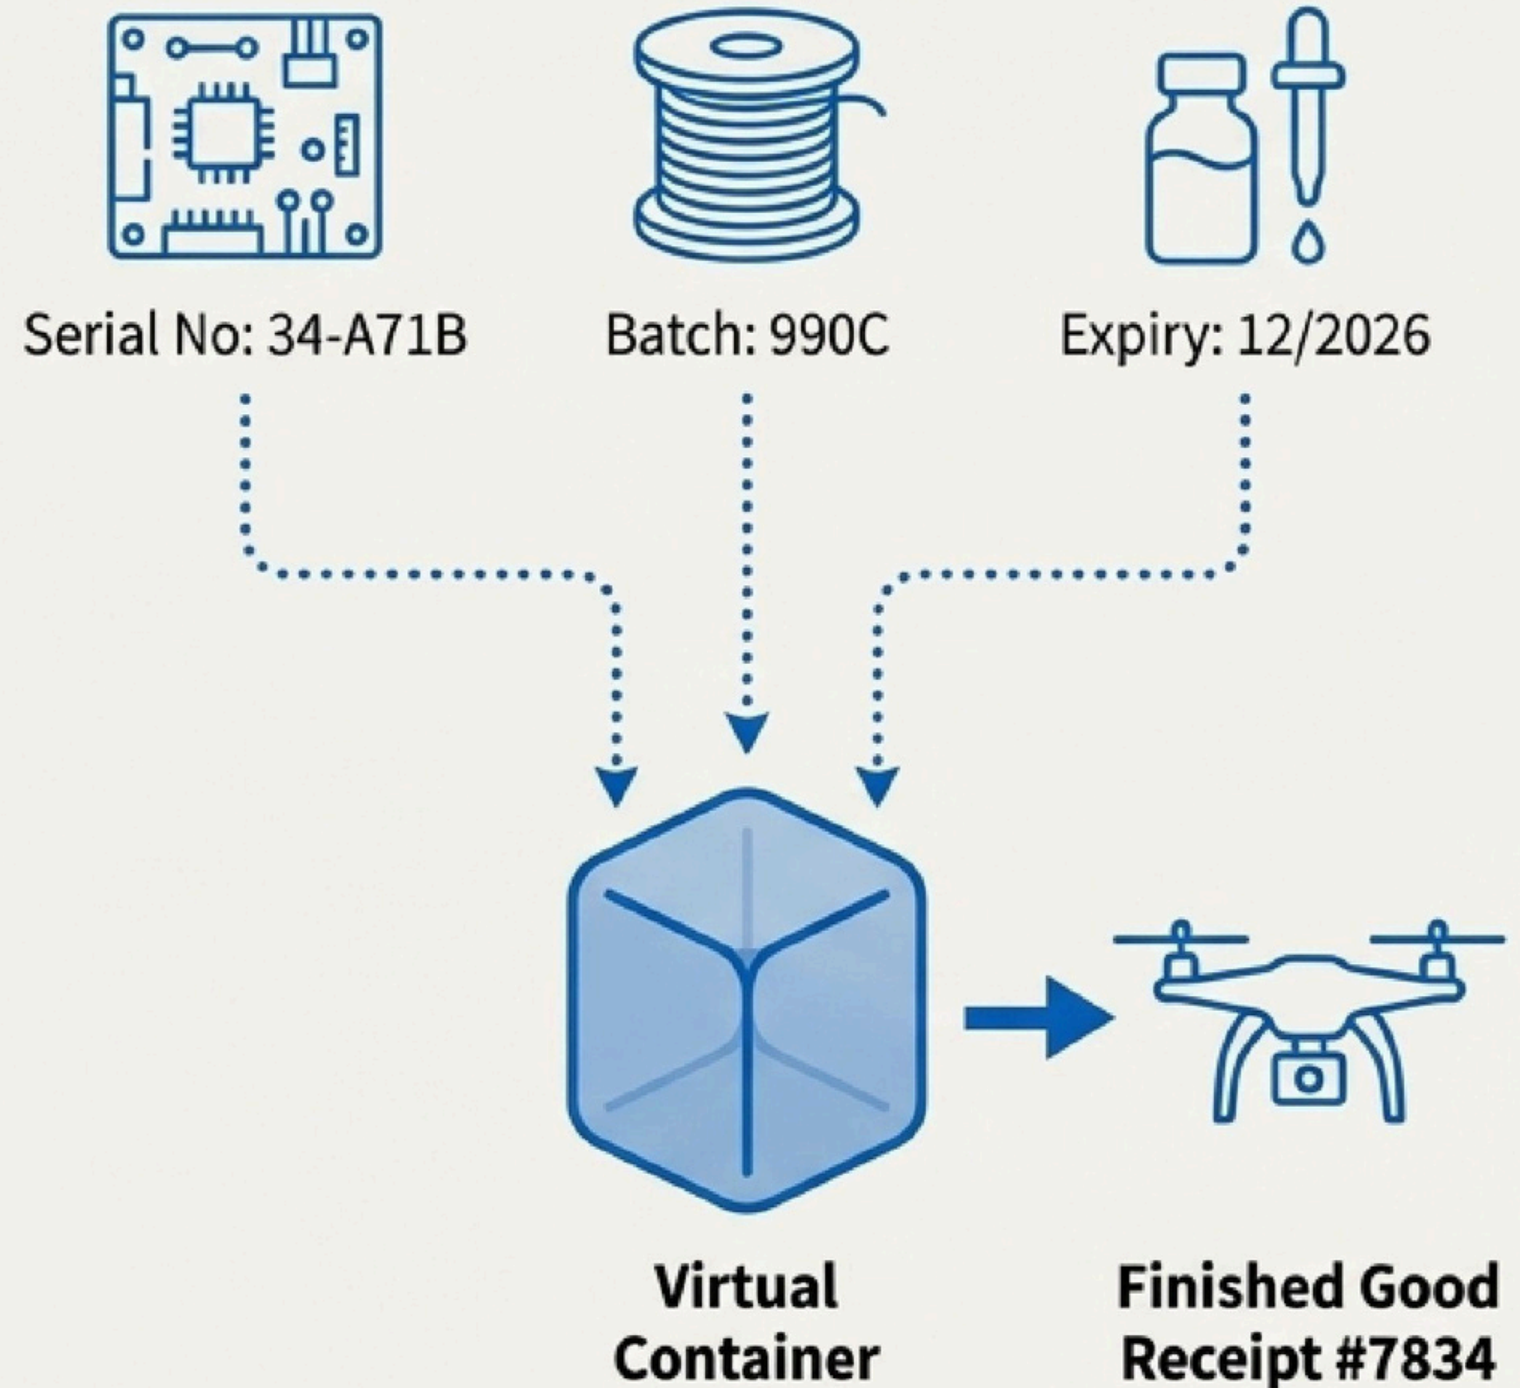 Serial No: 34-A71B
Batch: 990C
Expiry: 12/2026
Virtual
Container
Finished Good
Receipt #7834